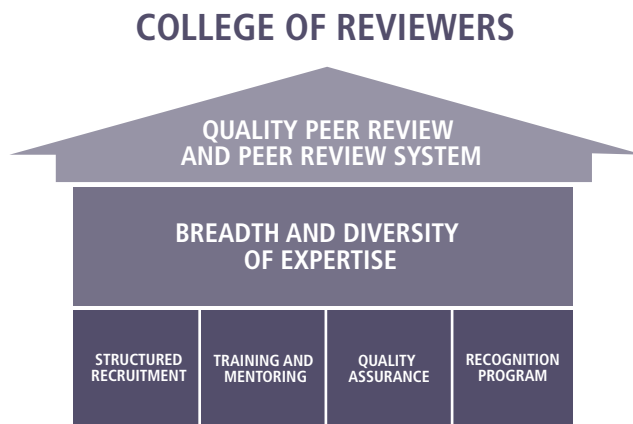 COLLEGE OF REVIEWERS
QUALITY PEER REVIEW
AND PEER REVIEW SYSTEM
BREADTH AND DIVERSITY
OF EXPERTISE
STRUCTURED
RECRUITMENT
TRAINING AND
MENTORING
QUALITY
ASSURANCE
RECOGNITION
PROGRAM